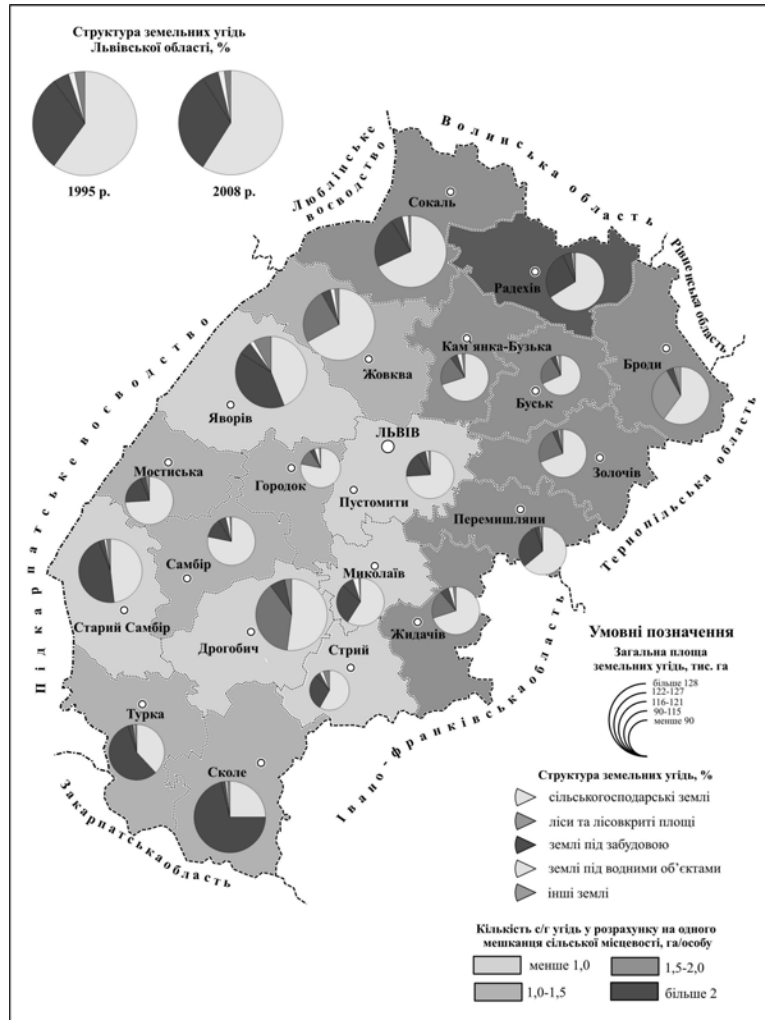 Структура земельних угідь
Львівської області, %
1995 р.
2008 р.
Люблінське
воєводство
Волинська область
Рівненська область
Підкарпатське воєводство
Тернопільська область
Івано-франківська область
Закарпатська область
Сокаль
Радехів
Кам`янка-Бузька
Броди
Жовква
Буськ
Яворів
ЛЬВІВ
Мостиська
Городок
Золочів
Пустомити
Перемишляни
Самбір
Миколаїв
Старий Самбір
Дрогобич
Жидачів
Стрий
Турка
Сколе
Умовні позначення
Загальна площа
земельних угідь, тис. га
більше 128
122-127
116-121
90-115
менше 90
Структура земельних угідь, %
сільськогосподарські землі
ліси та лісовкриті площі
землі під забудовою
землі під водними об’єктами
інші землі
Кількість с/г угідь у розрахунку на одного
мешканця сільської місцевості, га/особу
менше 1,0
1,5-2,0
1,0-1,5
більше 2